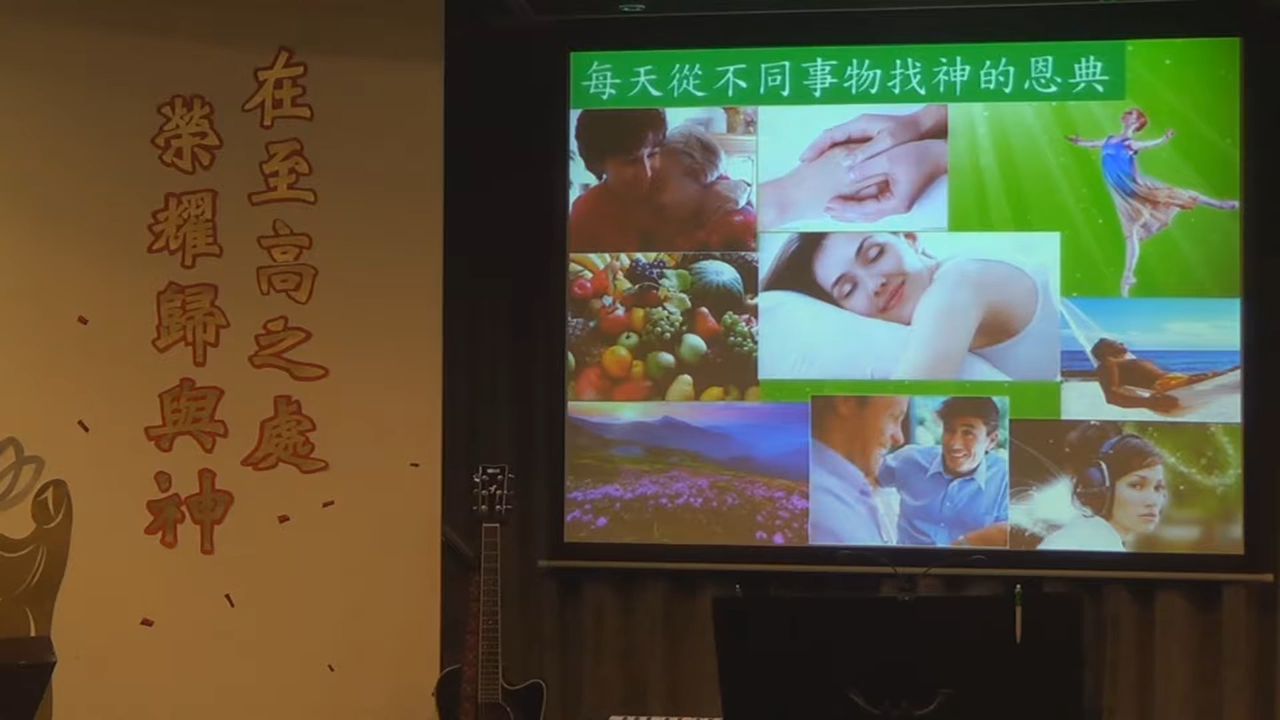 在至高之處
榮耀歸與神
每天從不同事物找神的恩典